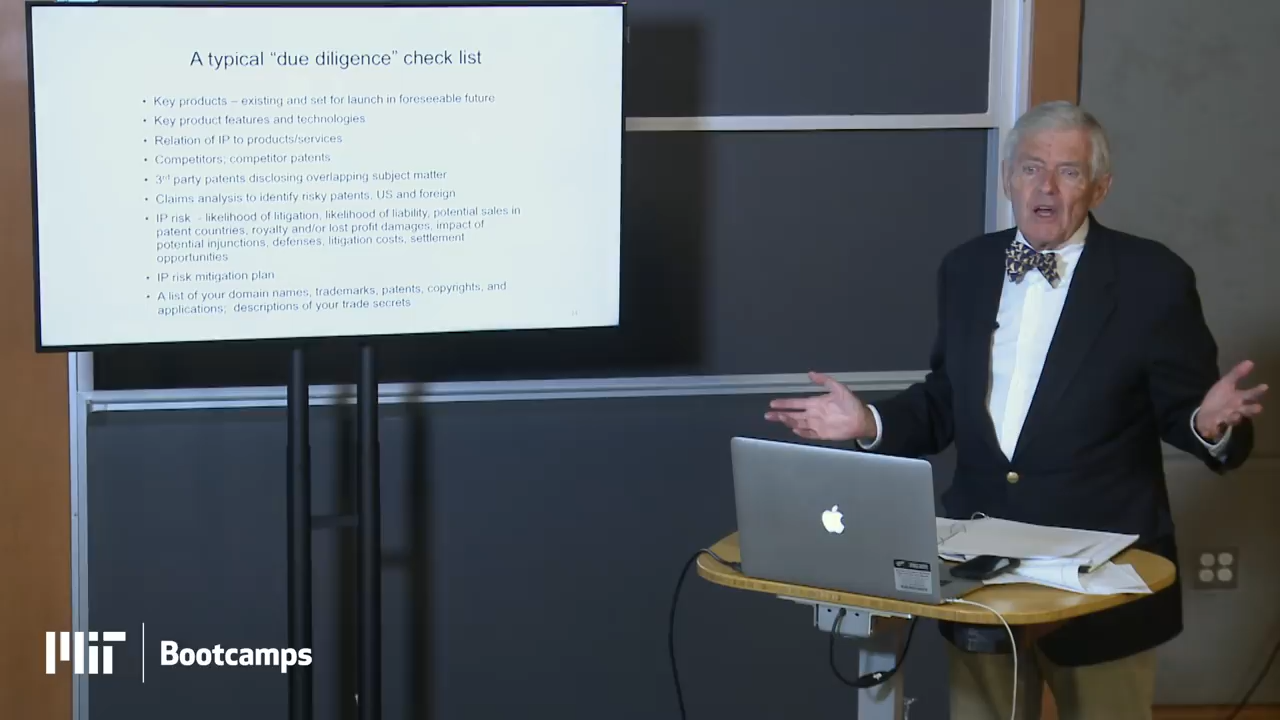 A typical “due diligence” check list
• Key products – existing and set for launch in foreseeable future
• Key product features and technologies
• Relation of IP to products/services
• Competitors; competitor patents
• 3rd party patents disclosing overlapping subject matter
• Claims analysis to identify risky patents, US and foreign
• IP risk - likelihood of litigation, likelihood of liability, potential sales in
patent countries, royalty and/or lost profit damages, impact of
potential injunctions, defenses, litigation costs, settlement
opportunities
• IP risk mitigation plan
• A list of your domain names, trademarks, patents, copyrights, and
applications; descriptions of your trade secrets
MIT Bootcamps